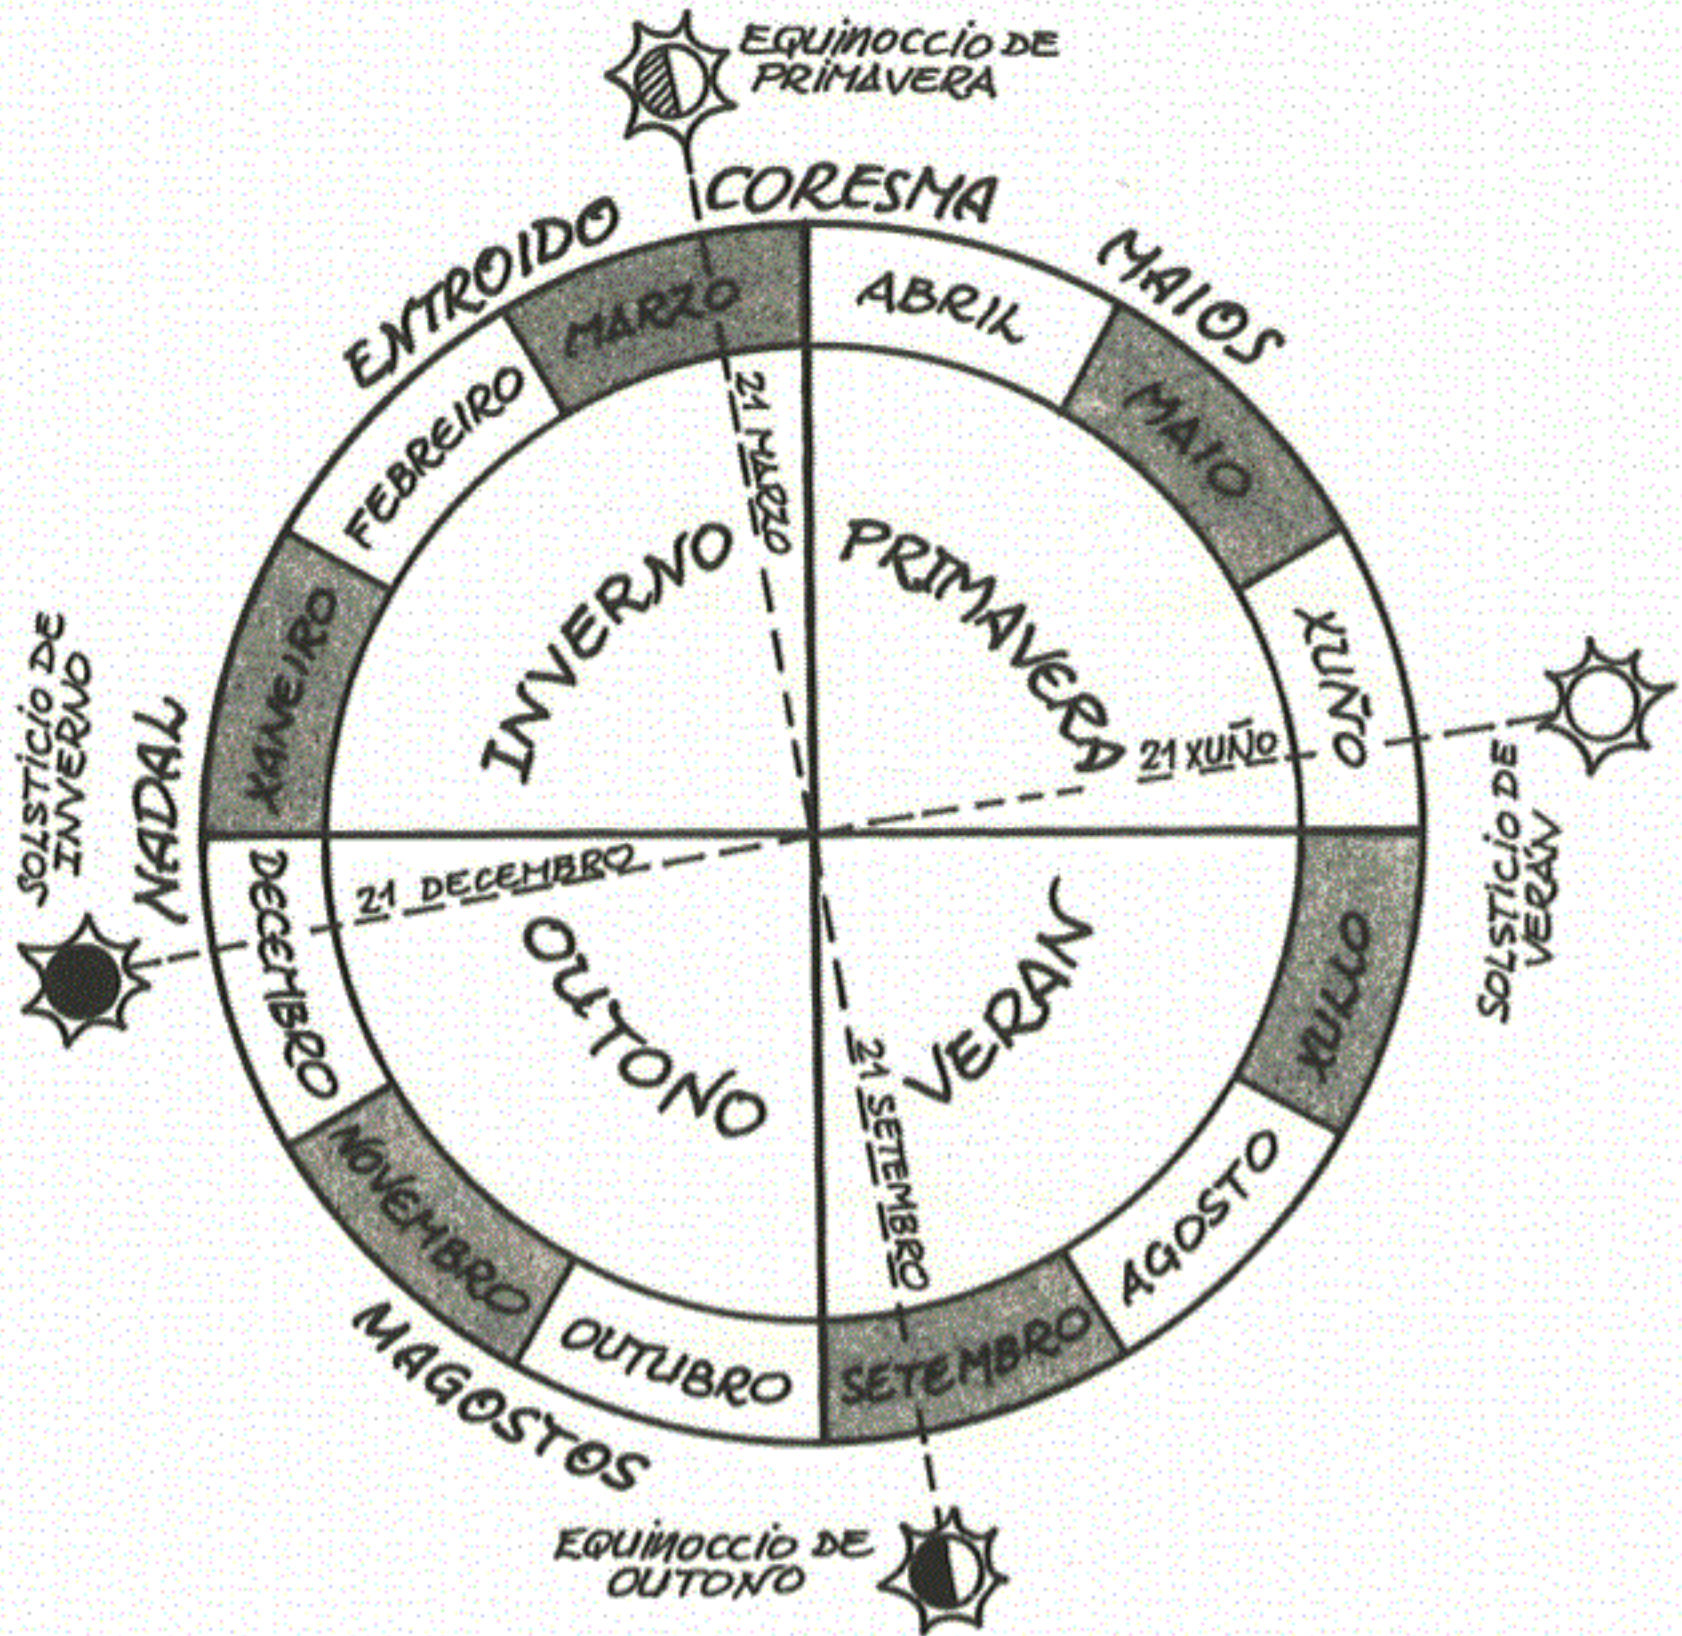 EQUINOCCIO DE
PRIMAVERA
CORESMA
ENTROIDO
MAIOS
MARZO
ABRIL
FEBREIRO
MAIO
21 MARZO
INVERNO
PRIMAVERA
XANEIRO
XUÑO
SOLSTICIO DE
INVERNO
NADAL
21 XUÑO
SOLSTICIO DE
VERÁN
21 DECEMBRO
DECEMBRO
OUTONO
VERAN
XULLO
21 SETEMBRO
NOVEMBRO
AGOSTO
OUTUBRO
SETEMBRO
MAGOSTOS
EQUINOCCIO DE
OUTONO